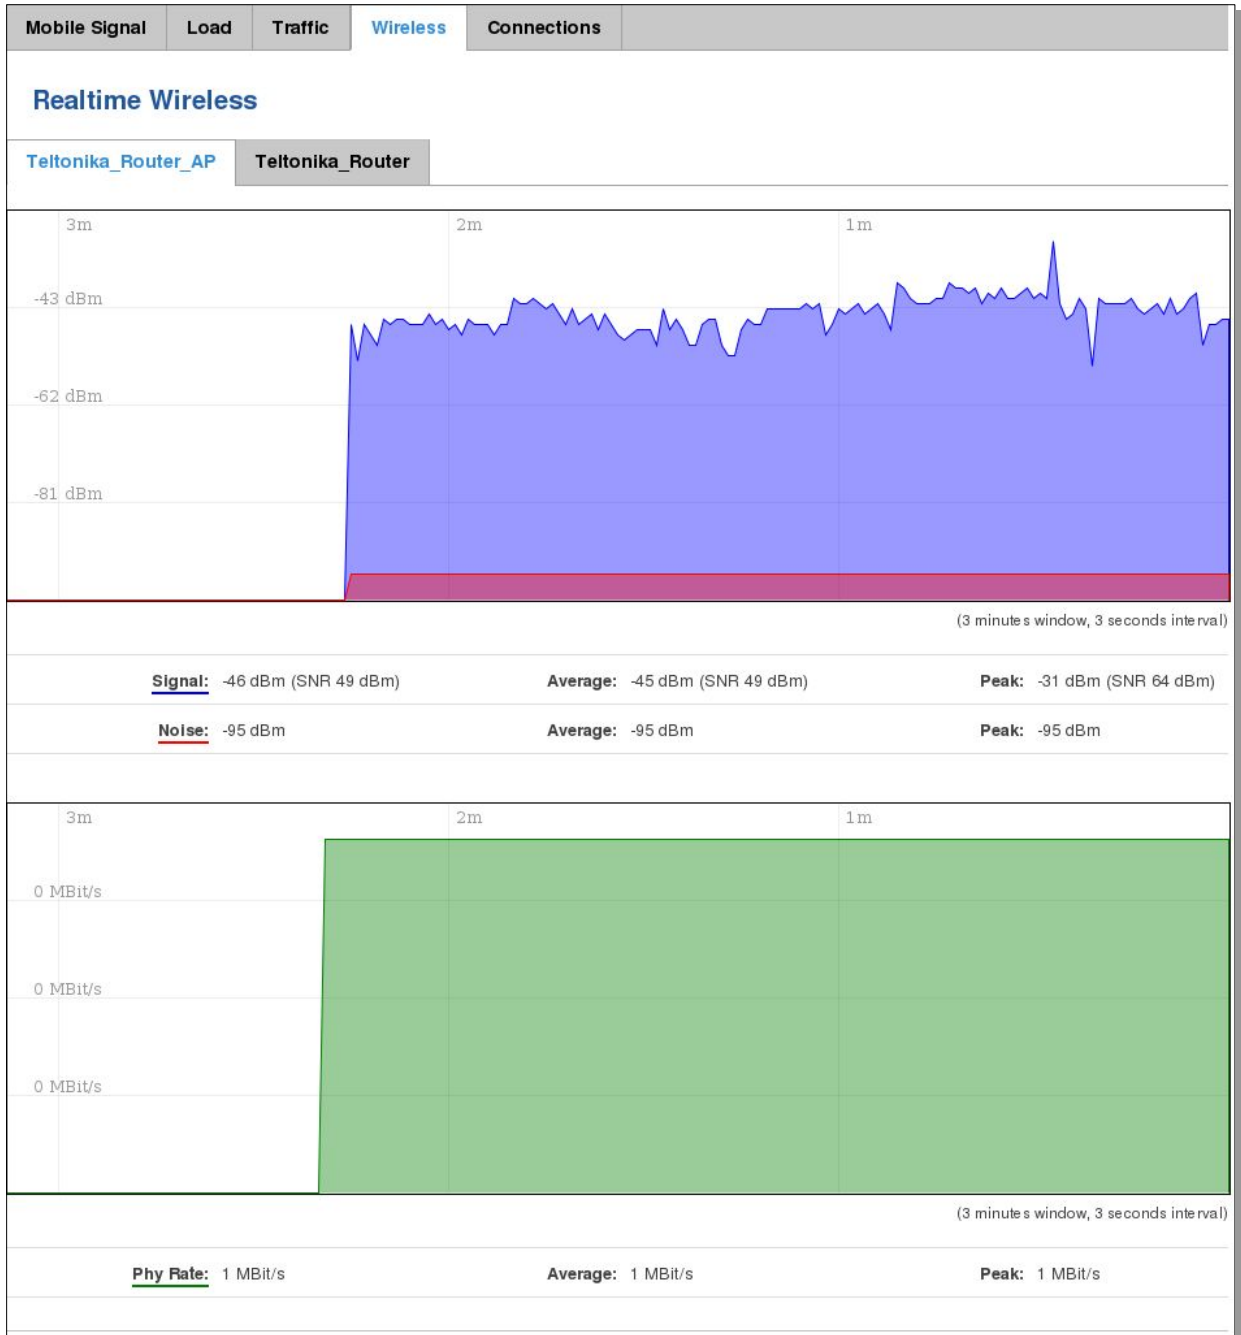 Mobile Signal Load Traffic Wireless Connections
Realtime Wireless
Teltonika_Router_AP Teltonika_Router
3m 2m 1m
-43 dBm
-62 dBm
-81 dBm
(3 minutes window, 3 seconds interval)
Signal: -46 dBm (SNR 49 dBm) Average: -45 dBm (SNR 49 dBm) Peak: -31 dBm (SNR 64 dBm)
Noise: -95 dBm Average: -95 dBm Peak: -95 dBm
3m 2m 1m
0 MBit/s
0 MBit/s
0 MBit/s
(3 minutes window, 3 seconds interval)
Phy Rate: 1 MBit/s Average: 1 MBit/s Peak: 1 MBit/s